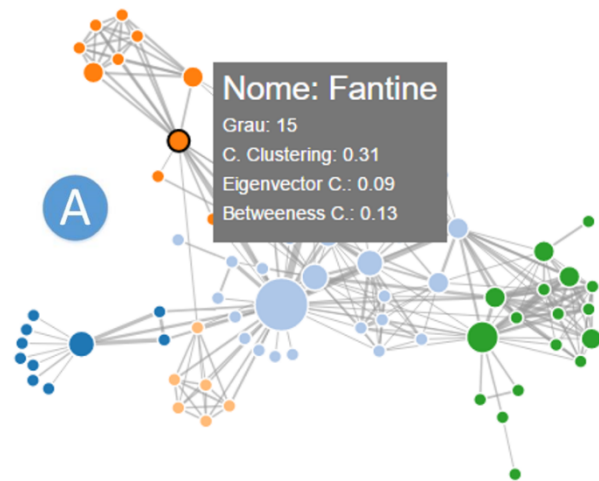 Nome: Fantine
Grau: 15
C. Clustering: 0.31
Eigenvector C.: 0.09
Betweeness C.: 0.13
A